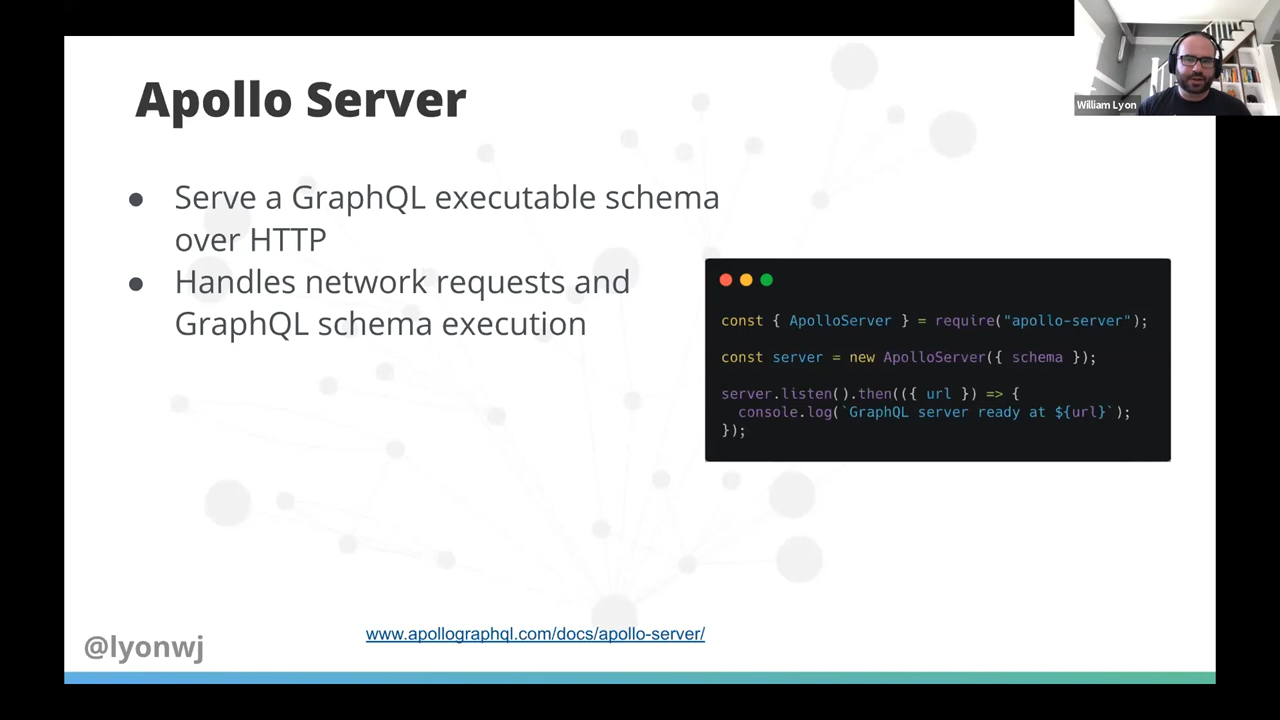 Apollo Server
William Lyon
● Serve a GraphQL executable schema
over HTTP
● Handles network requests and
GraphQL schema execution
const { ApolloServer } = require("apollo-server");
const server = new ApolloServer({ schema });
server.listen().then(({ url }) => {
  console.log(`GraphQL server ready at ${url}`);
});
www.apollographql.com/docs/apollo-server/
@lyonwj